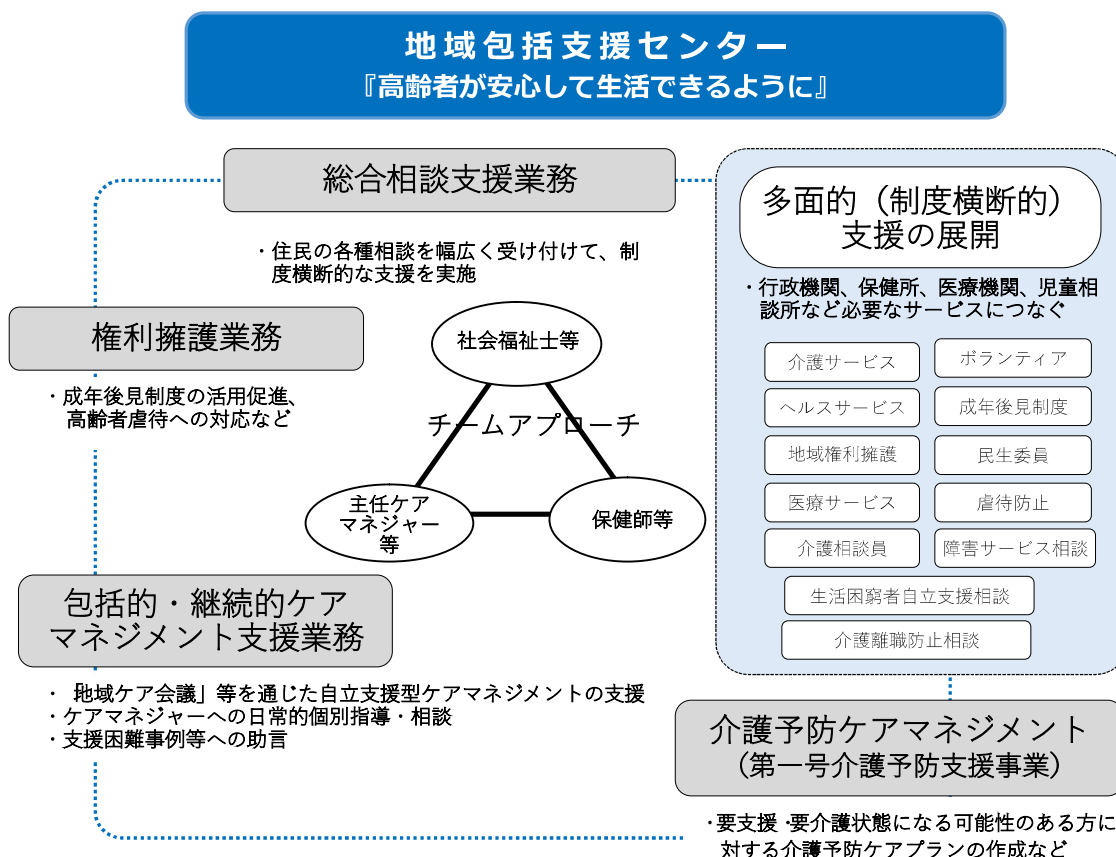 地域包括支援センター
『高齢者が安心して生活できるように』
総合相談支援業務
・住民の各種相談を幅広く受け付けて、制
度横断的な支援を実施
権利擁護業務
・成年後見制度の活用促進、
高齢者虐待への対応など
社会福祉士等
チームアプローチ
主任ケア
マネジャー
等
保健師等
包括的・継続的ケア
マネジメント支援業務
・「地域ケア会議」等を通じた自立支援型ケアマネジメントの支援
・ケアマネジャーへの日常的個別指導・相談
・支援困難事例等への助言
多面的（制度横断的）
支援の展開
・行政機関、保健所、医療機関、児童相
談所など必要なサービスにつなぐ
介護サービス
ボランティア
ヘルスサービス
成年後見制度
地域権利擁護
民生委員
医療サービス
虐待防止
介護相談員
障害サービス相談
生活困窮者自立支援相談
介護離職防止相談
介護予防ケアマネジメント
（第一号介護予防支援事業）
・要支援・要介護状態になる可能性のある方に
対する介護予防ケアプランの作成など